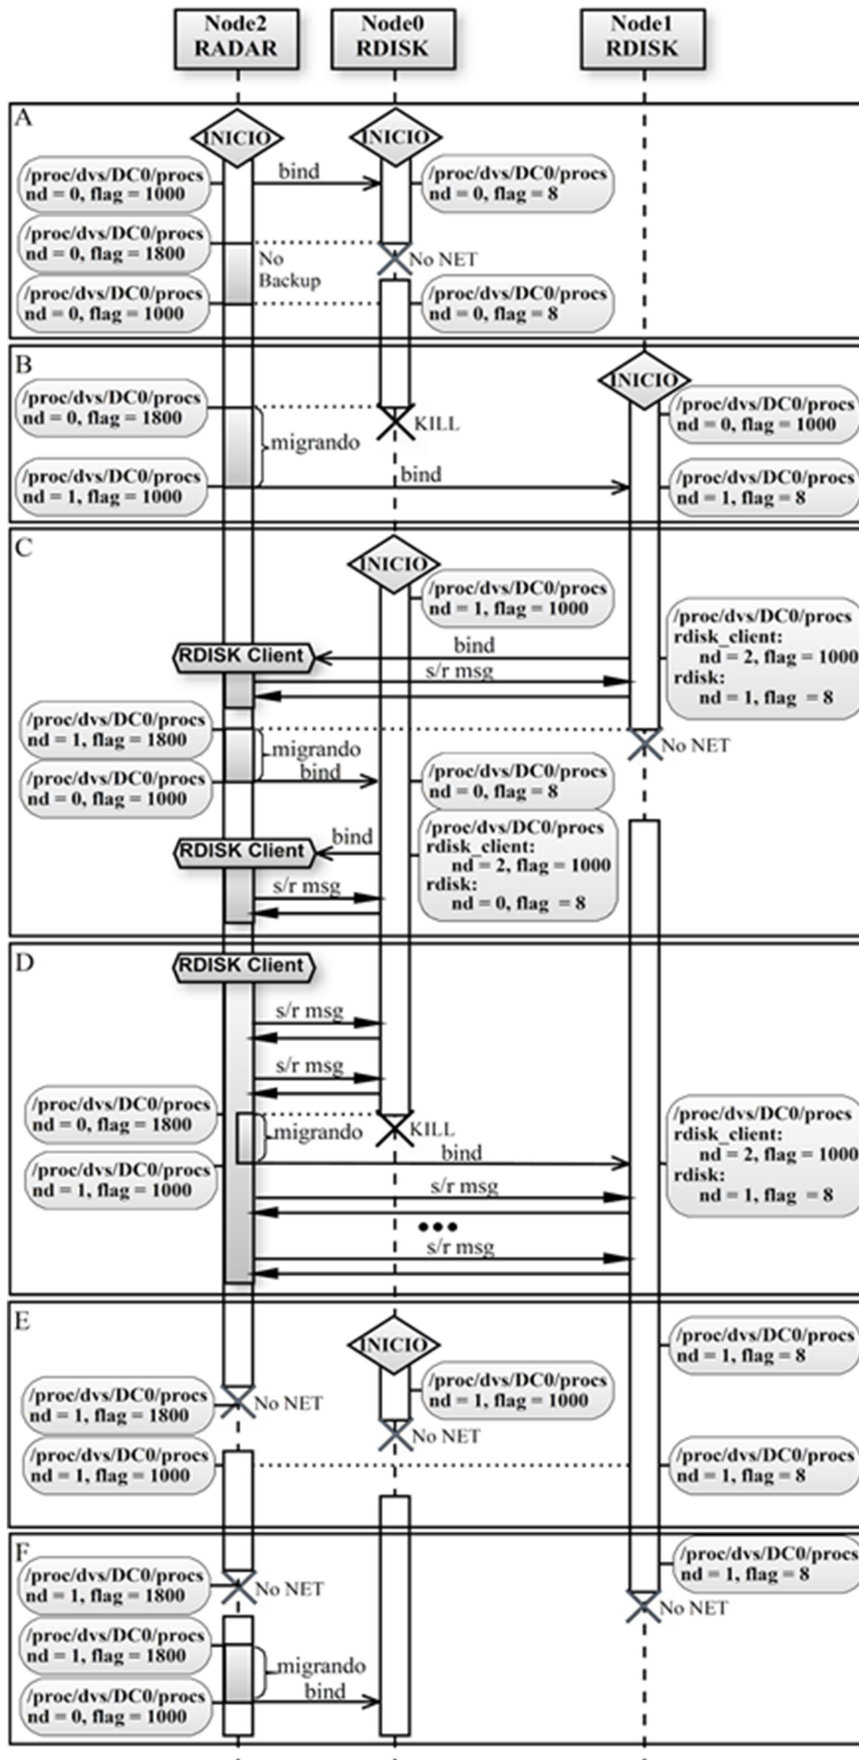 Node2
RADAR
Node0
RDISK
Node1
RDISK
A
INICIO
INICIO
/proc/dvs/DC0/procs
nd = 0, flag = 1000
bind
/proc/dvs/DC0/procs
nd = 0, flag = 8
/proc/dvs/DC0/procs
nd = 0, flag = 1800
No
Backup
No NET
/proc/dvs/DC0/procs
nd = 0, flag = 1000
/proc/dvs/DC0/procs
nd = 0, flag = 8
B
INICIO
/proc/dvs/DC0/procs
nd = 0, flag = 1800
KILL
/proc/dvs/DC0/procs
nd = 0, flag = 1000
migrando
/proc/dvs/DC0/procs
nd = 1, flag = 1000
bind
/proc/dvs/DC0/procs
nd = 1, flag = 8
C
INICIO
/proc/dvs/DC0/procs
nd = 1, flag = 1000
RDISK Client
bind
s/r msg
/proc/dvs/DC0/procs
rdisk_client:
nd = 2, flag = 1000
rdisk:
nd = 1, flag = 8
/proc/dvs/DC0/procs
nd = 1, flag = 1800
No NET
migrando
bind
/proc/dvs/DC0/procs
nd = 0, flag = 1000
/proc/dvs/DC0/procs
nd = 0, flag = 8
RDISK Client
bind
/proc/dvs/DC0/procs
rdisk_client:
nd = 2, flag = 1000
rdisk:
nd = 0, flag = 8
s/r msg
D
RDISK Client
s/r msg
s/r msg
/proc/dvs/DC0/procs
nd = 0, flag = 1800
migrando
KILL
/proc/dvs/DC0/procs
rdisk_client:
nd = 2, flag = 1000
rdisk:
nd = 1, flag = 8
/proc/dvs/DC0/procs
nd = 1, flag = 1000
bind
s/r msg
•••
s/r msg
E
INICIO
/proc/dvs/DC0/procs
nd = 1, flag = 8
/proc/dvs/DC0/procs
nd = 1, flag = 1800
No NET
/proc/dvs/DC0/procs
nd = 1, flag = 1000
No NET
/proc/dvs/DC0/procs
nd = 1, flag = 1000
/proc/dvs/DC0/procs
nd = 1, flag = 8
F
/proc/dvs/DC0/procs
nd = 1, flag = 1800
No NET
/proc/dvs/DC0/procs
nd = 1, flag = 8
No NET
/proc/dvs/DC0/procs
nd = 1, flag = 1800
migrando
bind
/proc/dvs/DC0/procs
nd = 0, flag = 1000